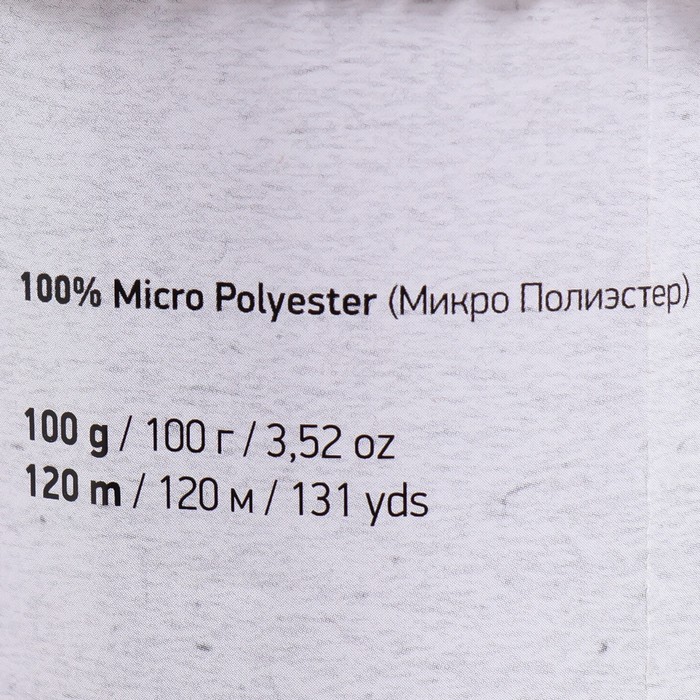 100% Micro Polyester (Микро Полиэстер)
100 g / 100 г / 3,52 oz
120 m / 120 м / 131 yds